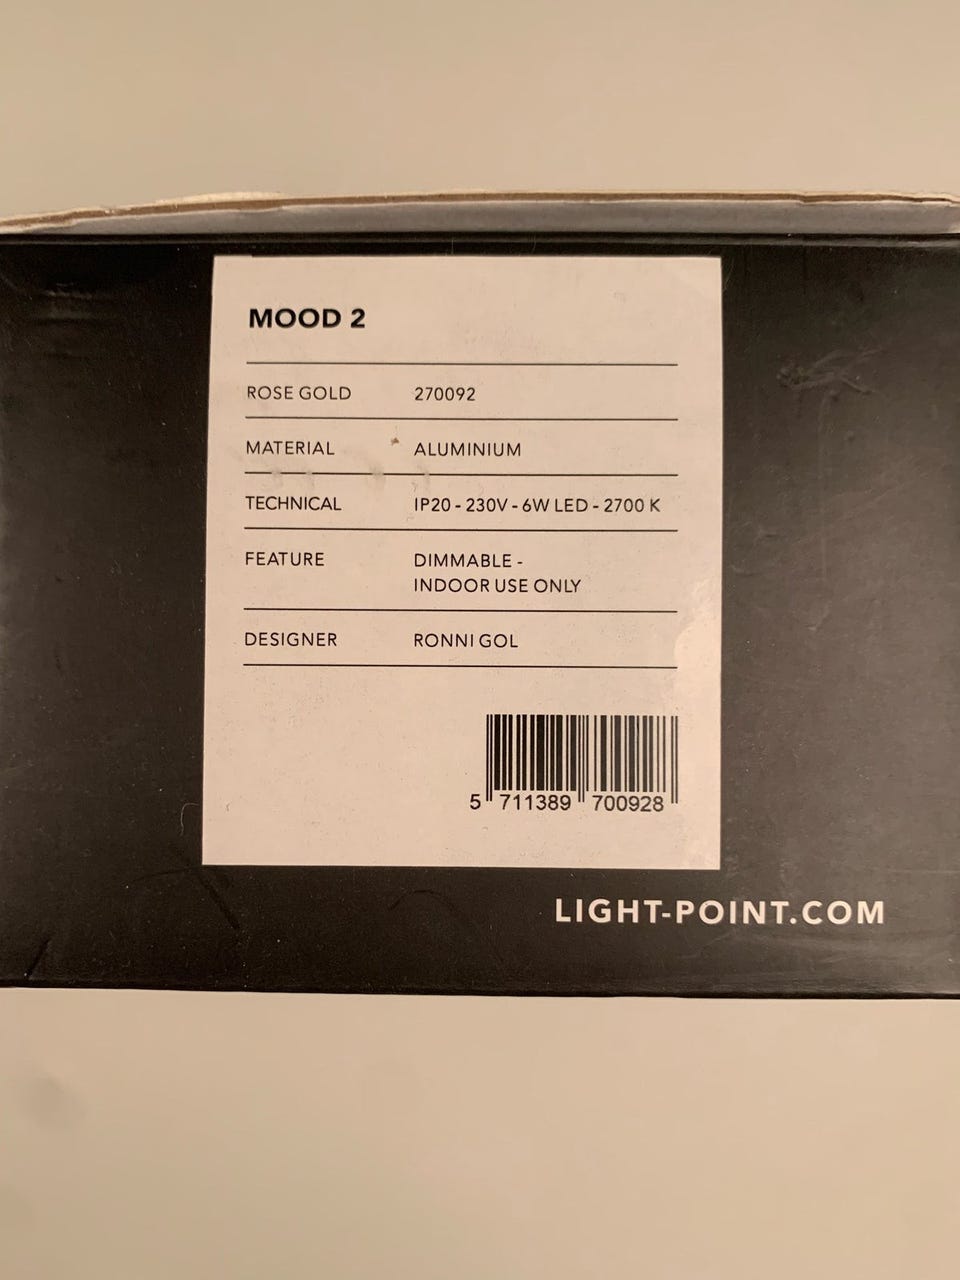 MOOD 2
ROSE GOLD 270092
MATERIAL ALUMINIUM
TECHNICAL IP20 - 230V - 6W LED - 2700 K
FEATURE DIMMABLE -
INDOOR USE ONLY
DESIGNER RONNI GOL
5 711389 700928
LIGHT-POINT.COM